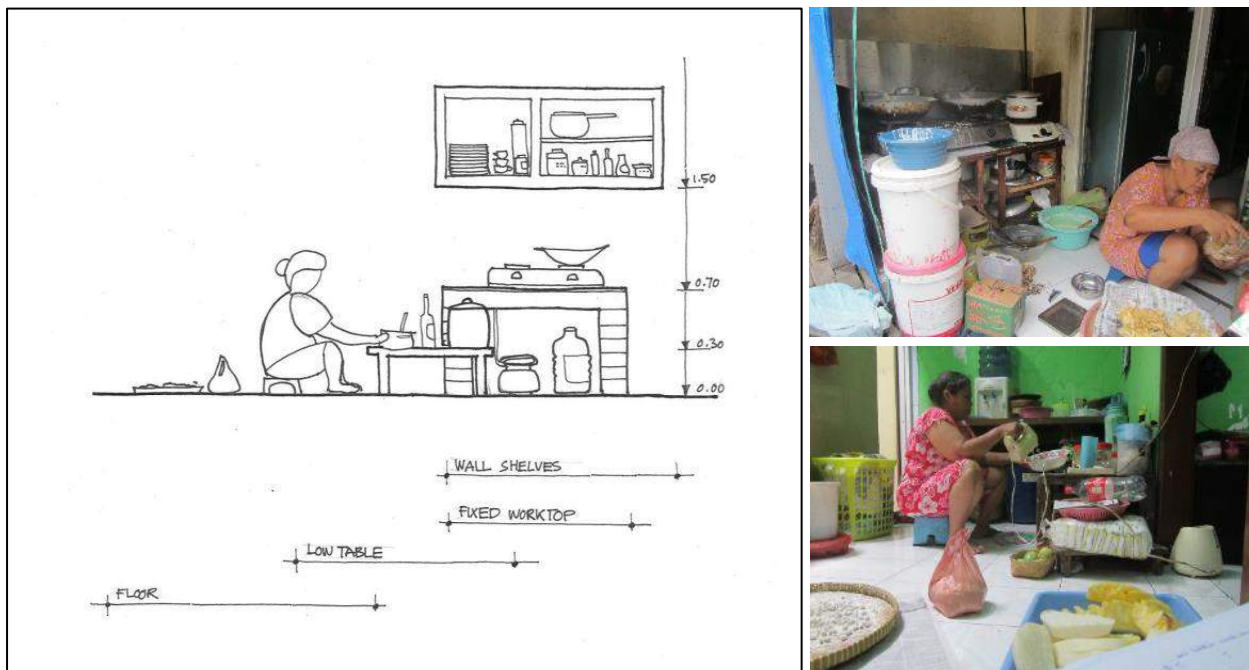 1.50
0.70
0.30
0.00
WALL SHELVES
FIXED WORKTOP
LOW TABLE
FLOOR